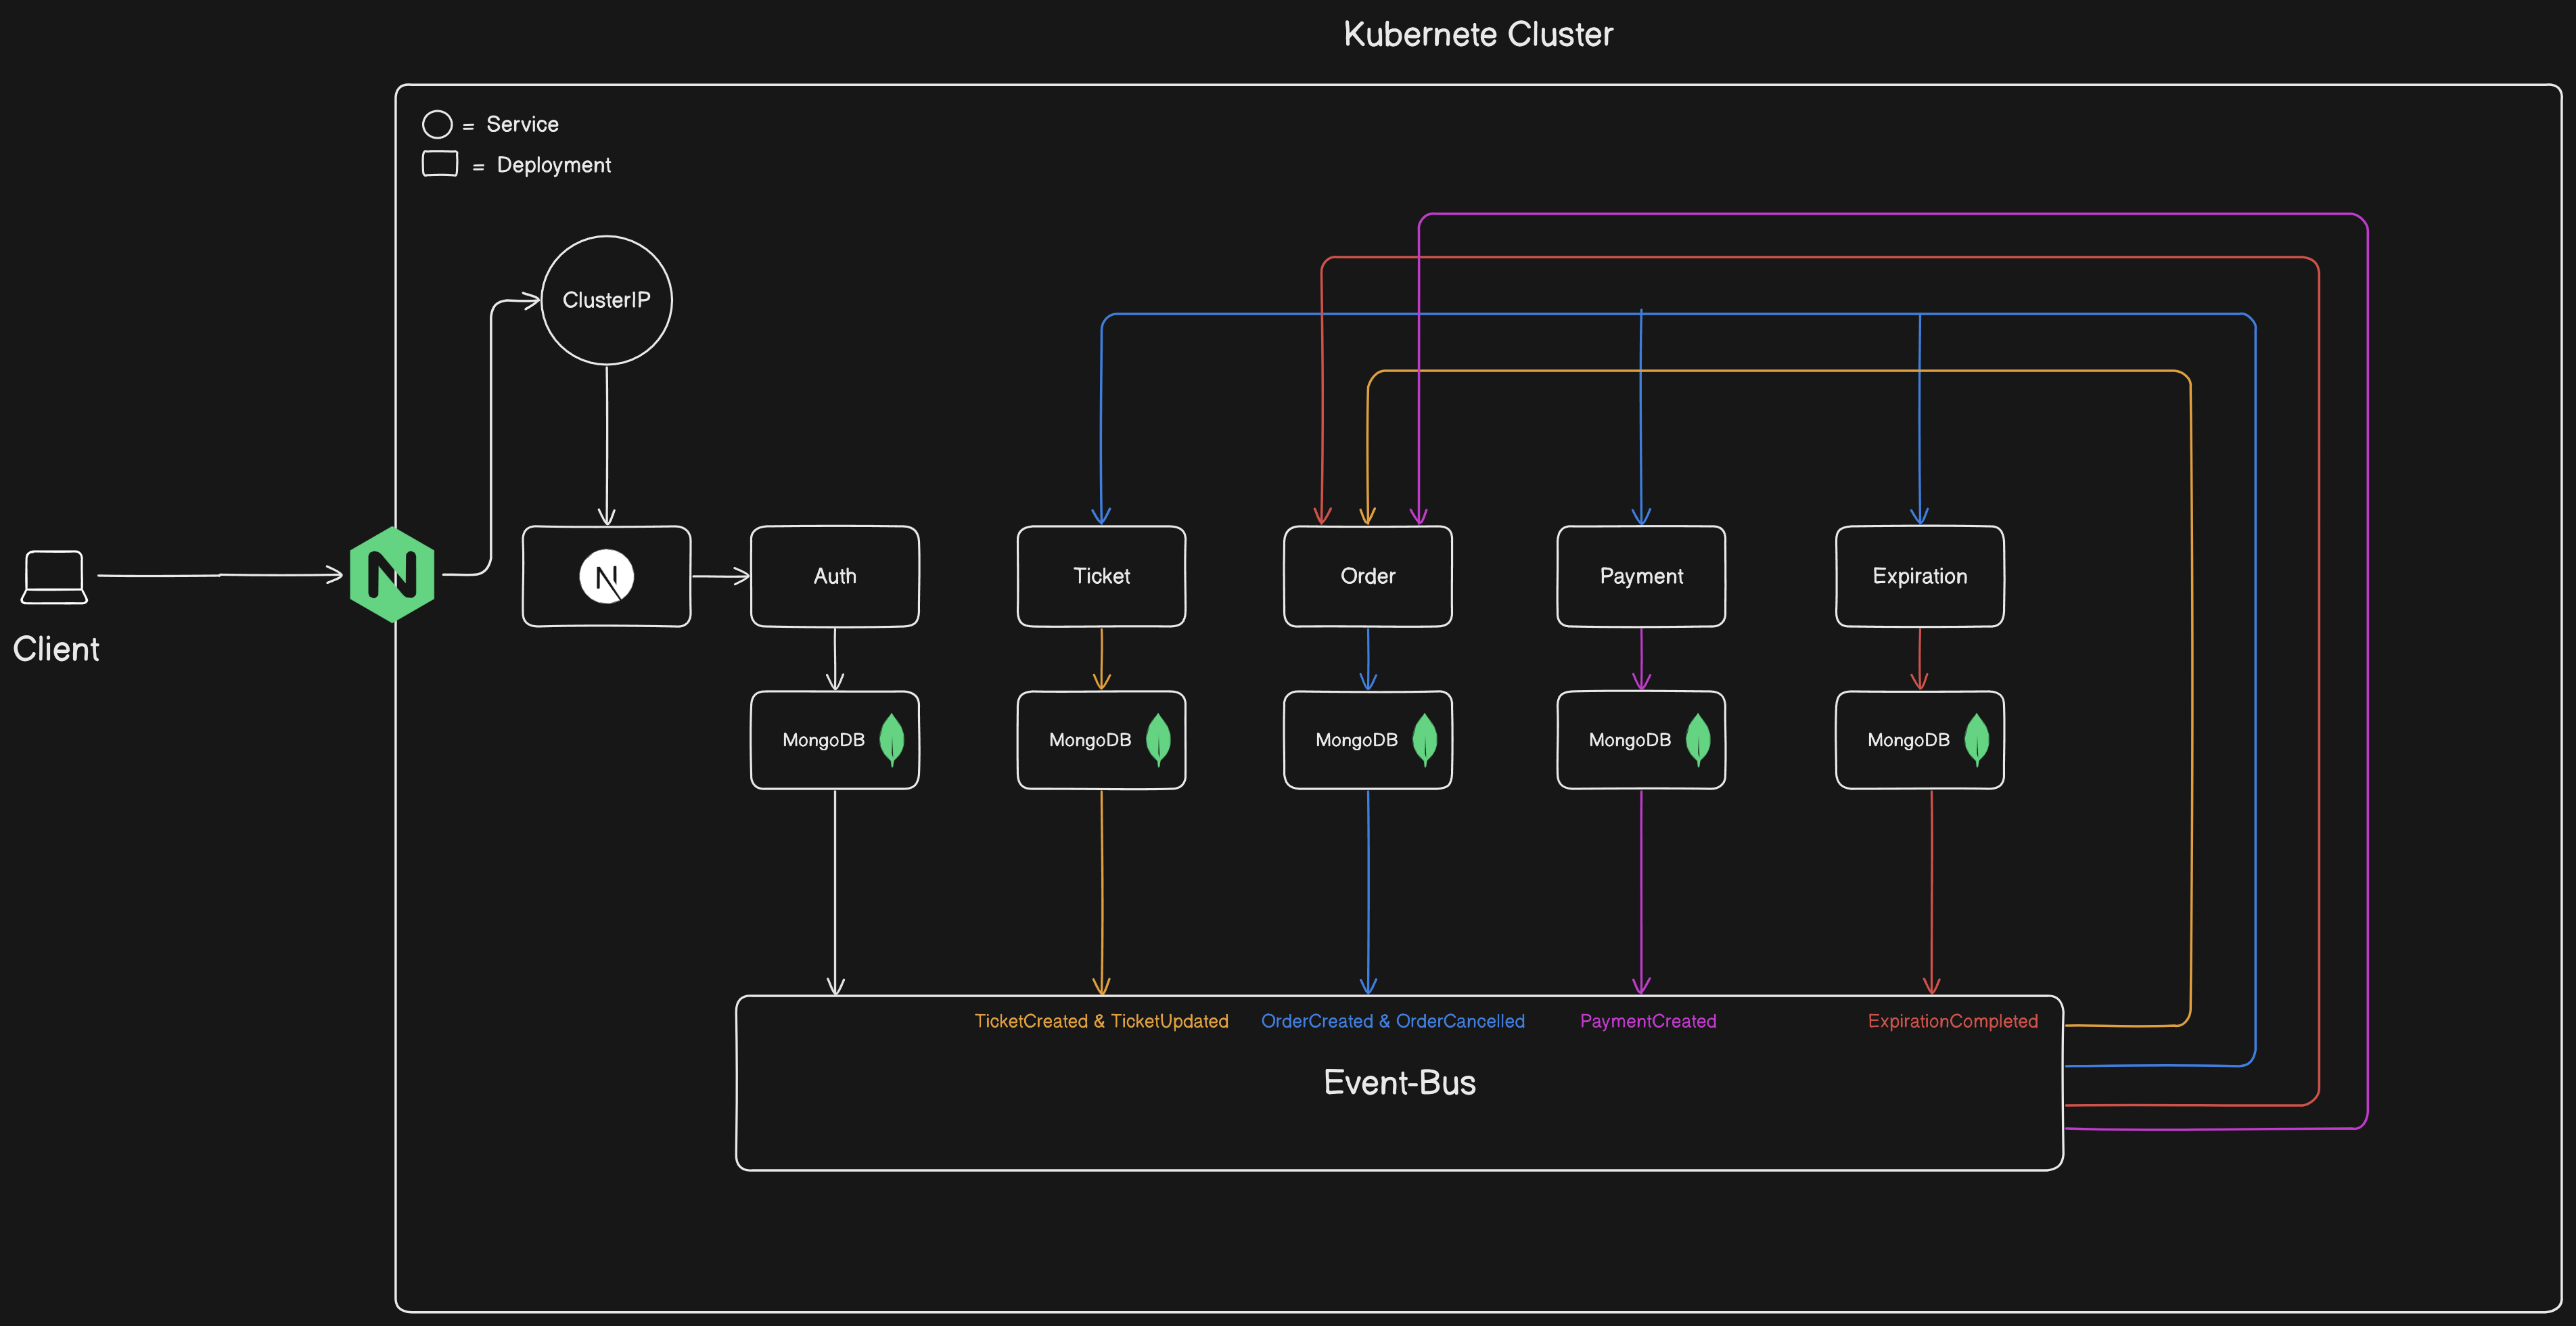 Kubernete Cluster
= Service
= Deployment
ClusterIP
Client
N
N
Auth
Ticket
Order
Payment
Expiration
MongoDB
MongoDB
MongoDB
MongoDB
MongoDB
TicketCreated & TicketUpdated
OrderCreated & OrderCancelled
PaymentCreated
ExpirationCompleted
Event-Bus